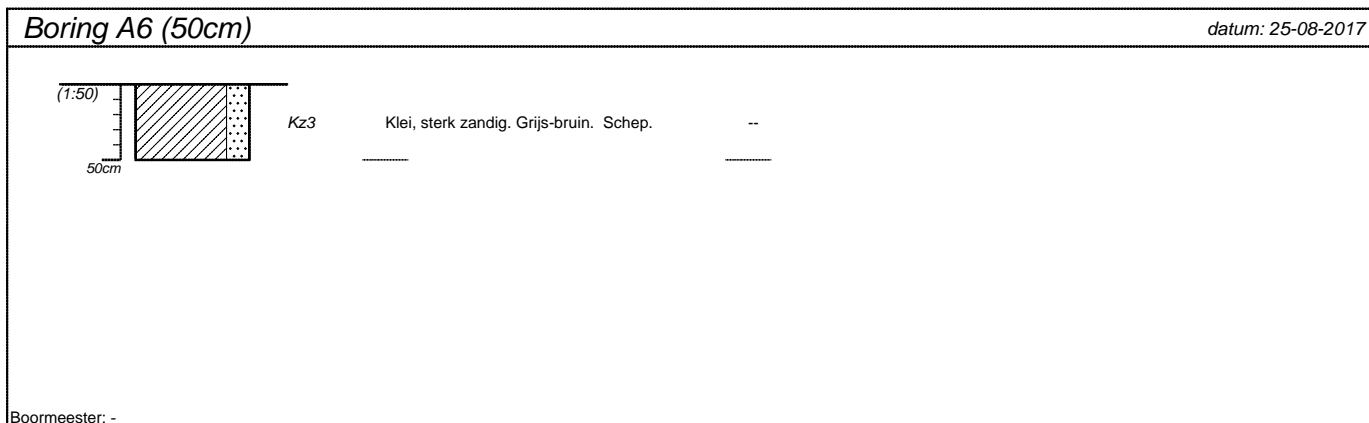 Boring A6 (50cm)
datum: 25-08-2017
(1:50)
Kz3 Klei, sterk zandig. Grijs-bruin. Schep. --
50cm
Boormeester: -